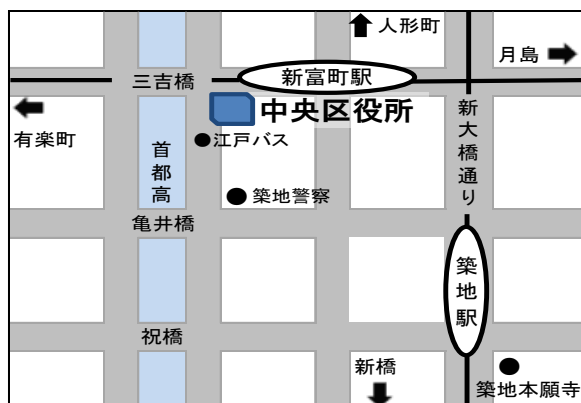 人形町
月島
三吉橋
新富町駅
有楽町
中央区役所
江戸バス
首都高
新大橋通り
築地警察
亀井橋
築地駅
祝橋
新橋
築地本願寺